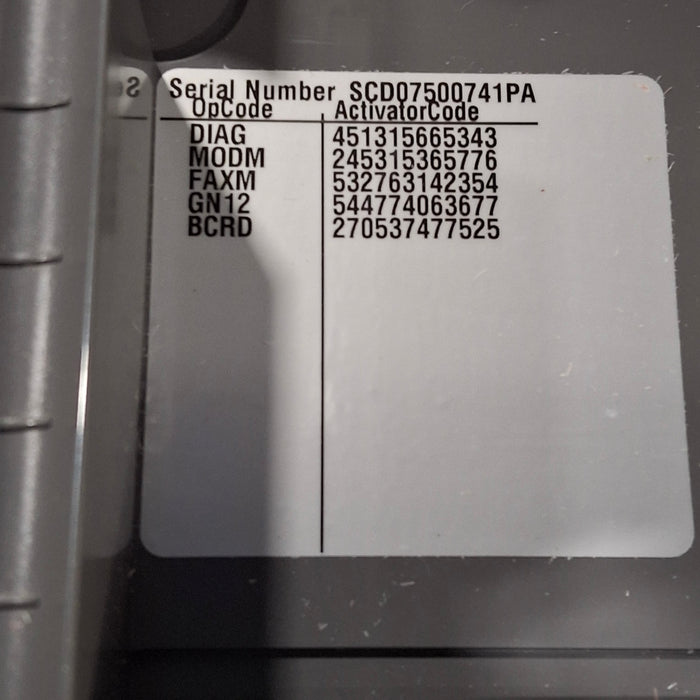 Serial Number SCD07500741PA
OpCode ActivatorCode
DIAG 451315665343
MODM 245315365776
FAXM 532763142354
GN12 544774063677
BCRD 270537477525